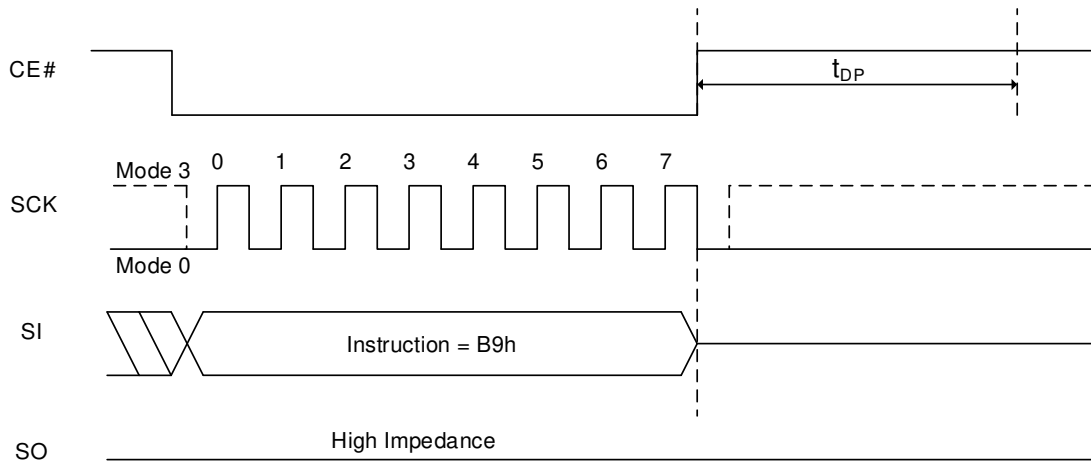 CE#
tDP
Mode 3
0 1 2 3 4 5 6 7
SCK
Mode 0
SI
Instruction = B9h
SO
High Impedance